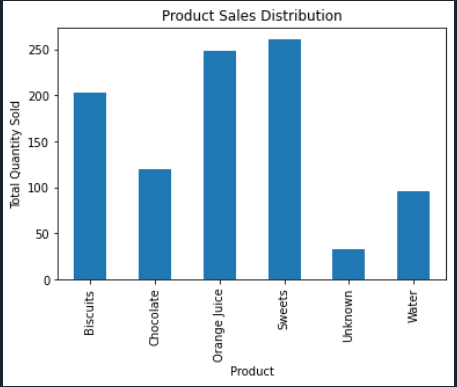 Product Sales Distribution
Total Quantity Sold
250
200
150
100
50
0
Biscuits
Chocolate
Orange Juice
Sweets
Unknown
Water
Product